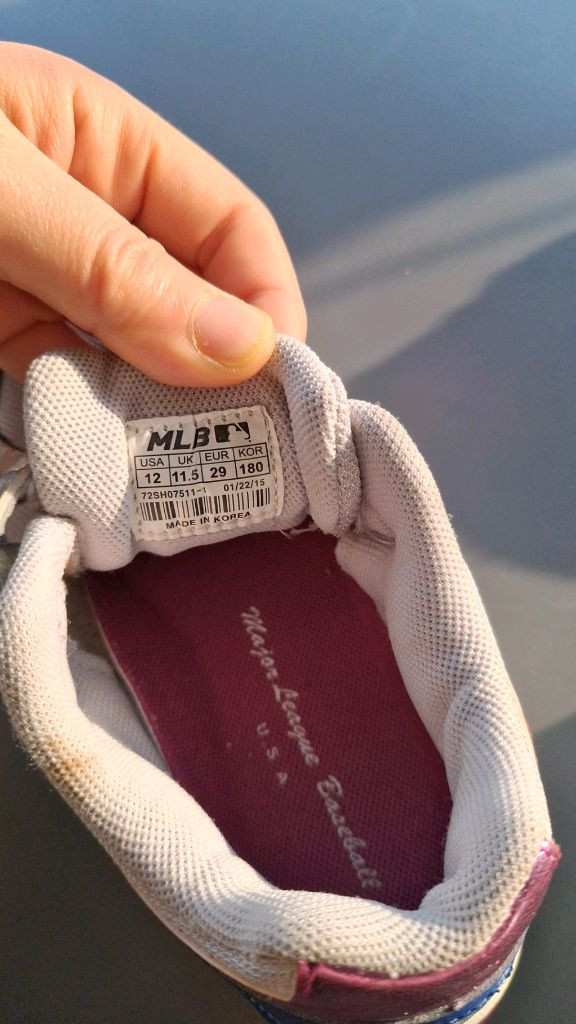 MLB
USA UK EUR KOR
12 11.5 29 180
72SH07511-1 01/22/15
MADE IN KOREA
Major League Baseball
U.S.A